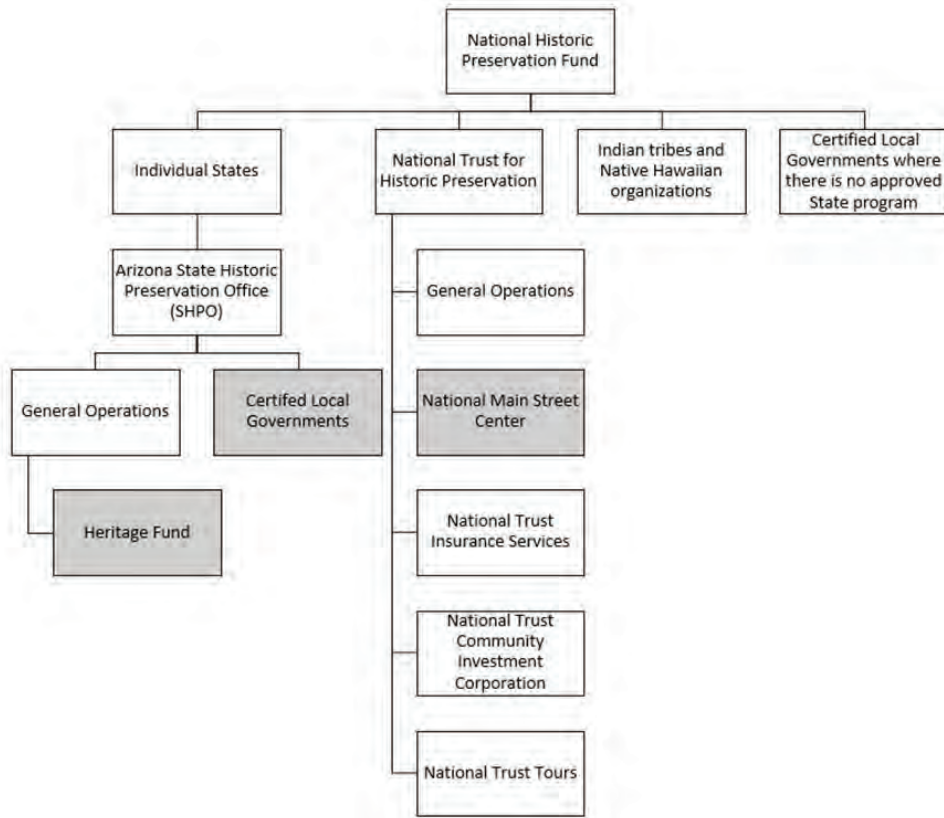 National Historic
Preservation Fund
Individual States
National Trust for
Historic Preservation
Indian tribes and
Native Hawaiian
organizations
Certified Local
Governments where
there is no approved
State program
Arizona State Historic
Preservation Office
(SHPO)
General Operations
General Operations
Certifed Local
Governments
National Main Street
Center
Heritage Fund
National Trust
Insurance Services
National Trust
Community
Investment
Corporation
National Trust Tours